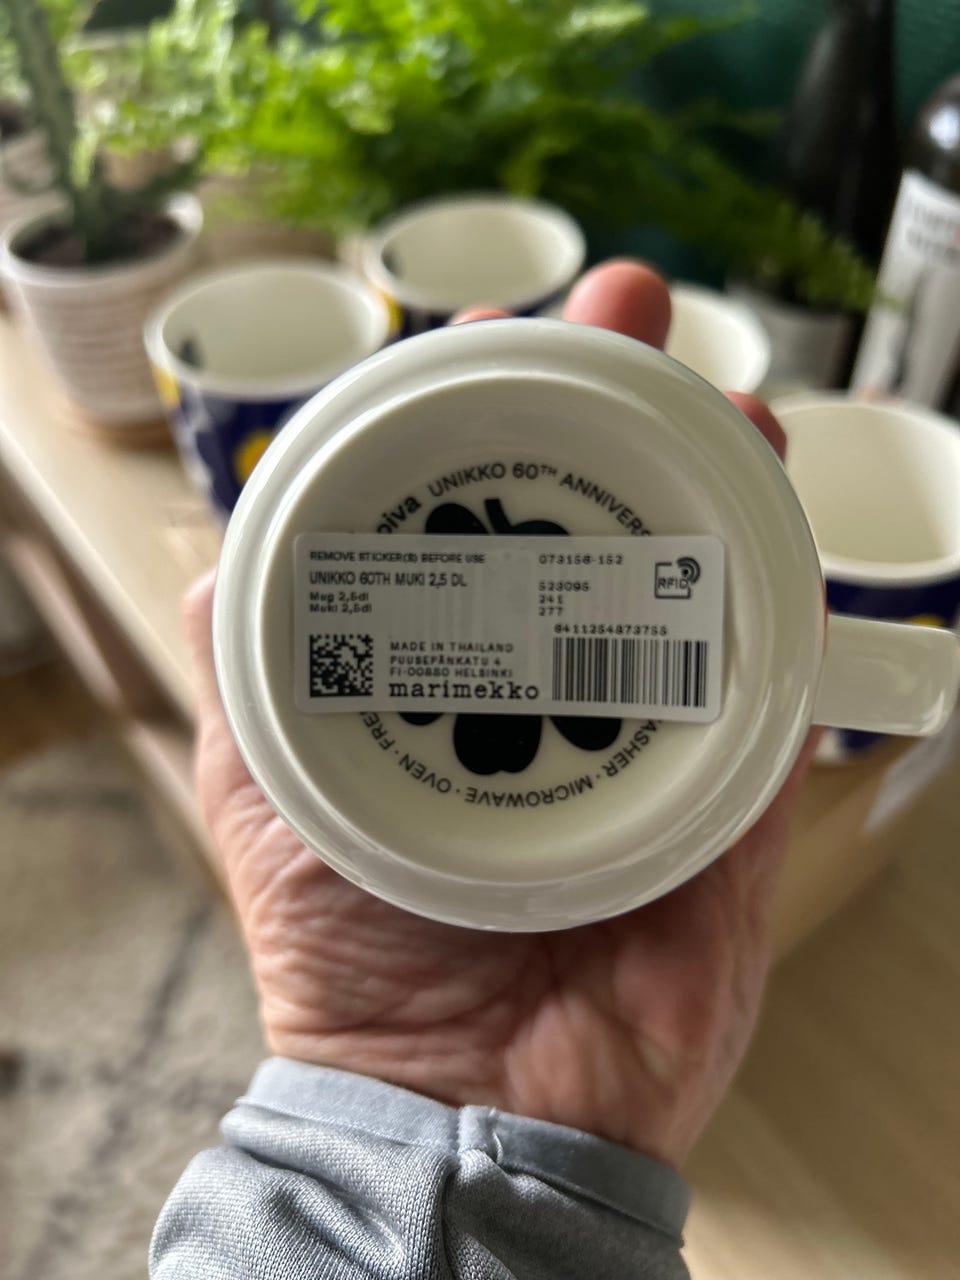 oiva UNIKKO 60TH ANNIVERS
REMOVE STICKER(S) BEFORE USE
073156-152
UNIKKO 60TH MUKI 2,5 DL
Mug 2,5dl
Muki 2,5dl
523095
241
277
RFID
6411254873755
MADE IN THAILAND
PUUSEPÄNKATU 4
FI-00880 HELSINKI
marimekko
ASHER · MICROWAVE · OVEN · FRE